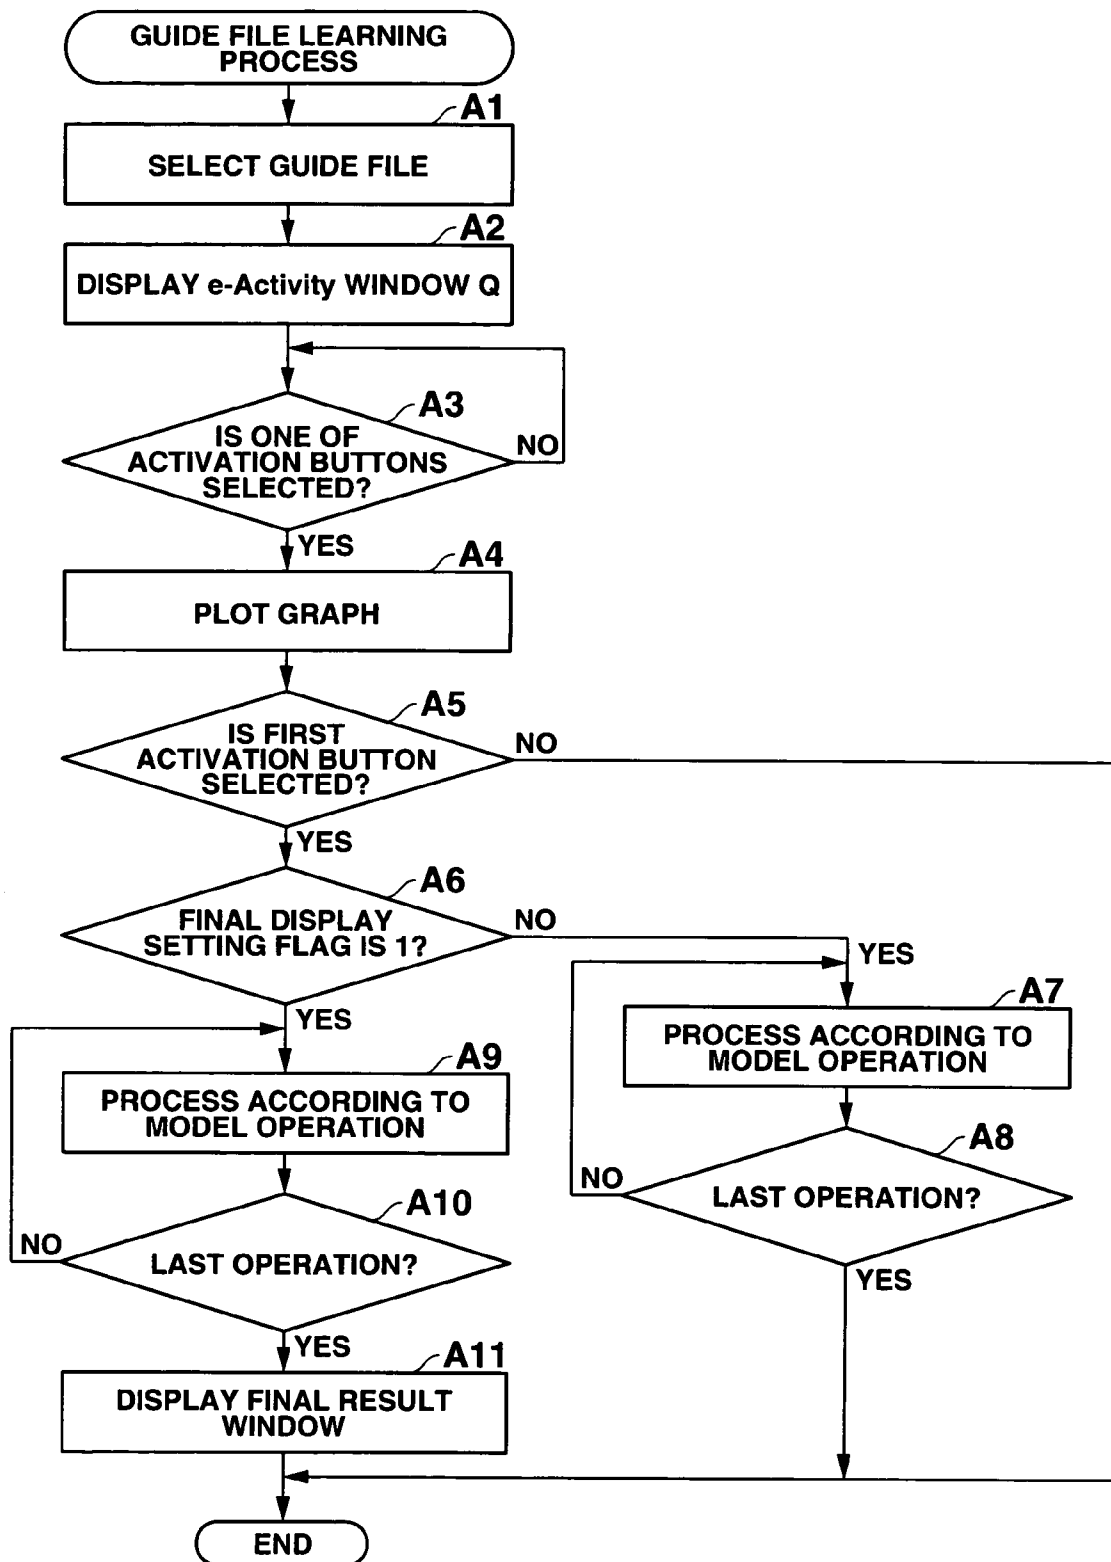 GUIDE FILE LEARNING
PROCESS
A1
SELECT GUIDE FILE
A2
DISPLAY e-Activity WINDOW Q
A3
IS ONE OF
ACTIVATION BUTTONS
SELECTED?
NO
YES
A4
PLOT GRAPH
A5
IS FIRST
ACTIVATION BUTTON
SELECTED?
NO
YES
A6
FINAL DISPLAY
SETTING FLAG IS 1?
NO
YES
YES
A7
PROCESS ACCORDING TO
MODEL OPERATION
A8
LAST OPERATION?
NO
YES
A9
PROCESS ACCORDING TO
MODEL OPERATION
A10
LAST OPERATION?
NO
YES
A11
DISPLAY FINAL RESULT
WINDOW
END